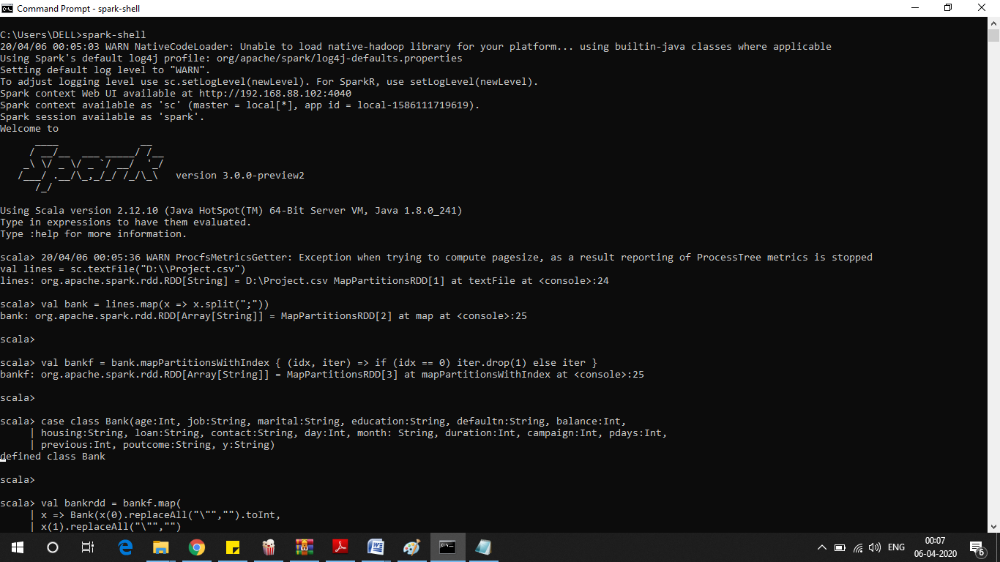 Command Prompt - spark-shell
C:\Users\DELL>spark-shell
20/04/06 00:05:03 WARN NativeCodeLoader: Unable to load native-hadoop library for your platform... using builtin-java classes where applicable
Using Spark's default log4j profile: org/apache/spark/log4j-defaults.properties
Setting default log level to "WARN".
To adjust logging level use sc.setLogLevel(newLevel). For SparkR, use setLogLevel(newLevel).
Spark context Web UI available at http://192.168.88.102:4040
Spark context available as 'sc' (master = local[*], app id = local-1586111719619).
Spark session available as 'spark'.
Welcome to
      ____              __
     / __/__  ___ _____/ /__
    _\ \/ _ \/ _ `/ __/  '_/
   /___/ .__/\_,_/_/ /_/\_\   version 3.0.0-preview2
      /_/
Using Scala version 2.12.10 (Java HotSpot(TM) 64-Bit Server VM, Java 1.8.0_241)
Type in expressions to have them evaluated.
Type :help for more information.
scala> 20/04/06 00:05:36 WARN ProcfsMetricsGetter: Exception when trying to compute pagesize, as a result reporting of ProcessTree metrics is stopped
val lines = sc.textFile("D:\\Project.csv")
lines: org.apache.spark.rdd.RDD[String] = D:\Project.csv MapPartitionsRDD[1] at textFile at <console>:24
scala> val bank = lines.map(x => x.split(";"))
bank: org.apache.spark.rdd.RDD[Array[String]] = MapPartitionsRDD[2] at map at <console>:25
scala>
scala> val bankf = bank.mapPartitionsWithIndex { (idx, iter) => if (idx == 0) iter.drop(1) else iter }
bankf: org.apache.spark.rdd.RDD[Array[String]] = MapPartitionsRDD[3] at mapPartitionsWithIndex at <console>:25
scala>
scala> case class Bank(age:Int, job:String, marital:String, education:String, defaultn:String, balance:Int,
     | housing:String, loan:String, contact:String, day:Int, month: String, duration:Int, campaign:Int, pdays:Int,
     | previous:Int, poutcome:String, y:String)
defined class Bank
scala>
scala> val bankrdd = bankf.map(
     | x => Bank(x(0).replaceAll("\"","").toInt,
     | x(1).replaceAll("\"","")
ENG
00:07
06-04-2020
6